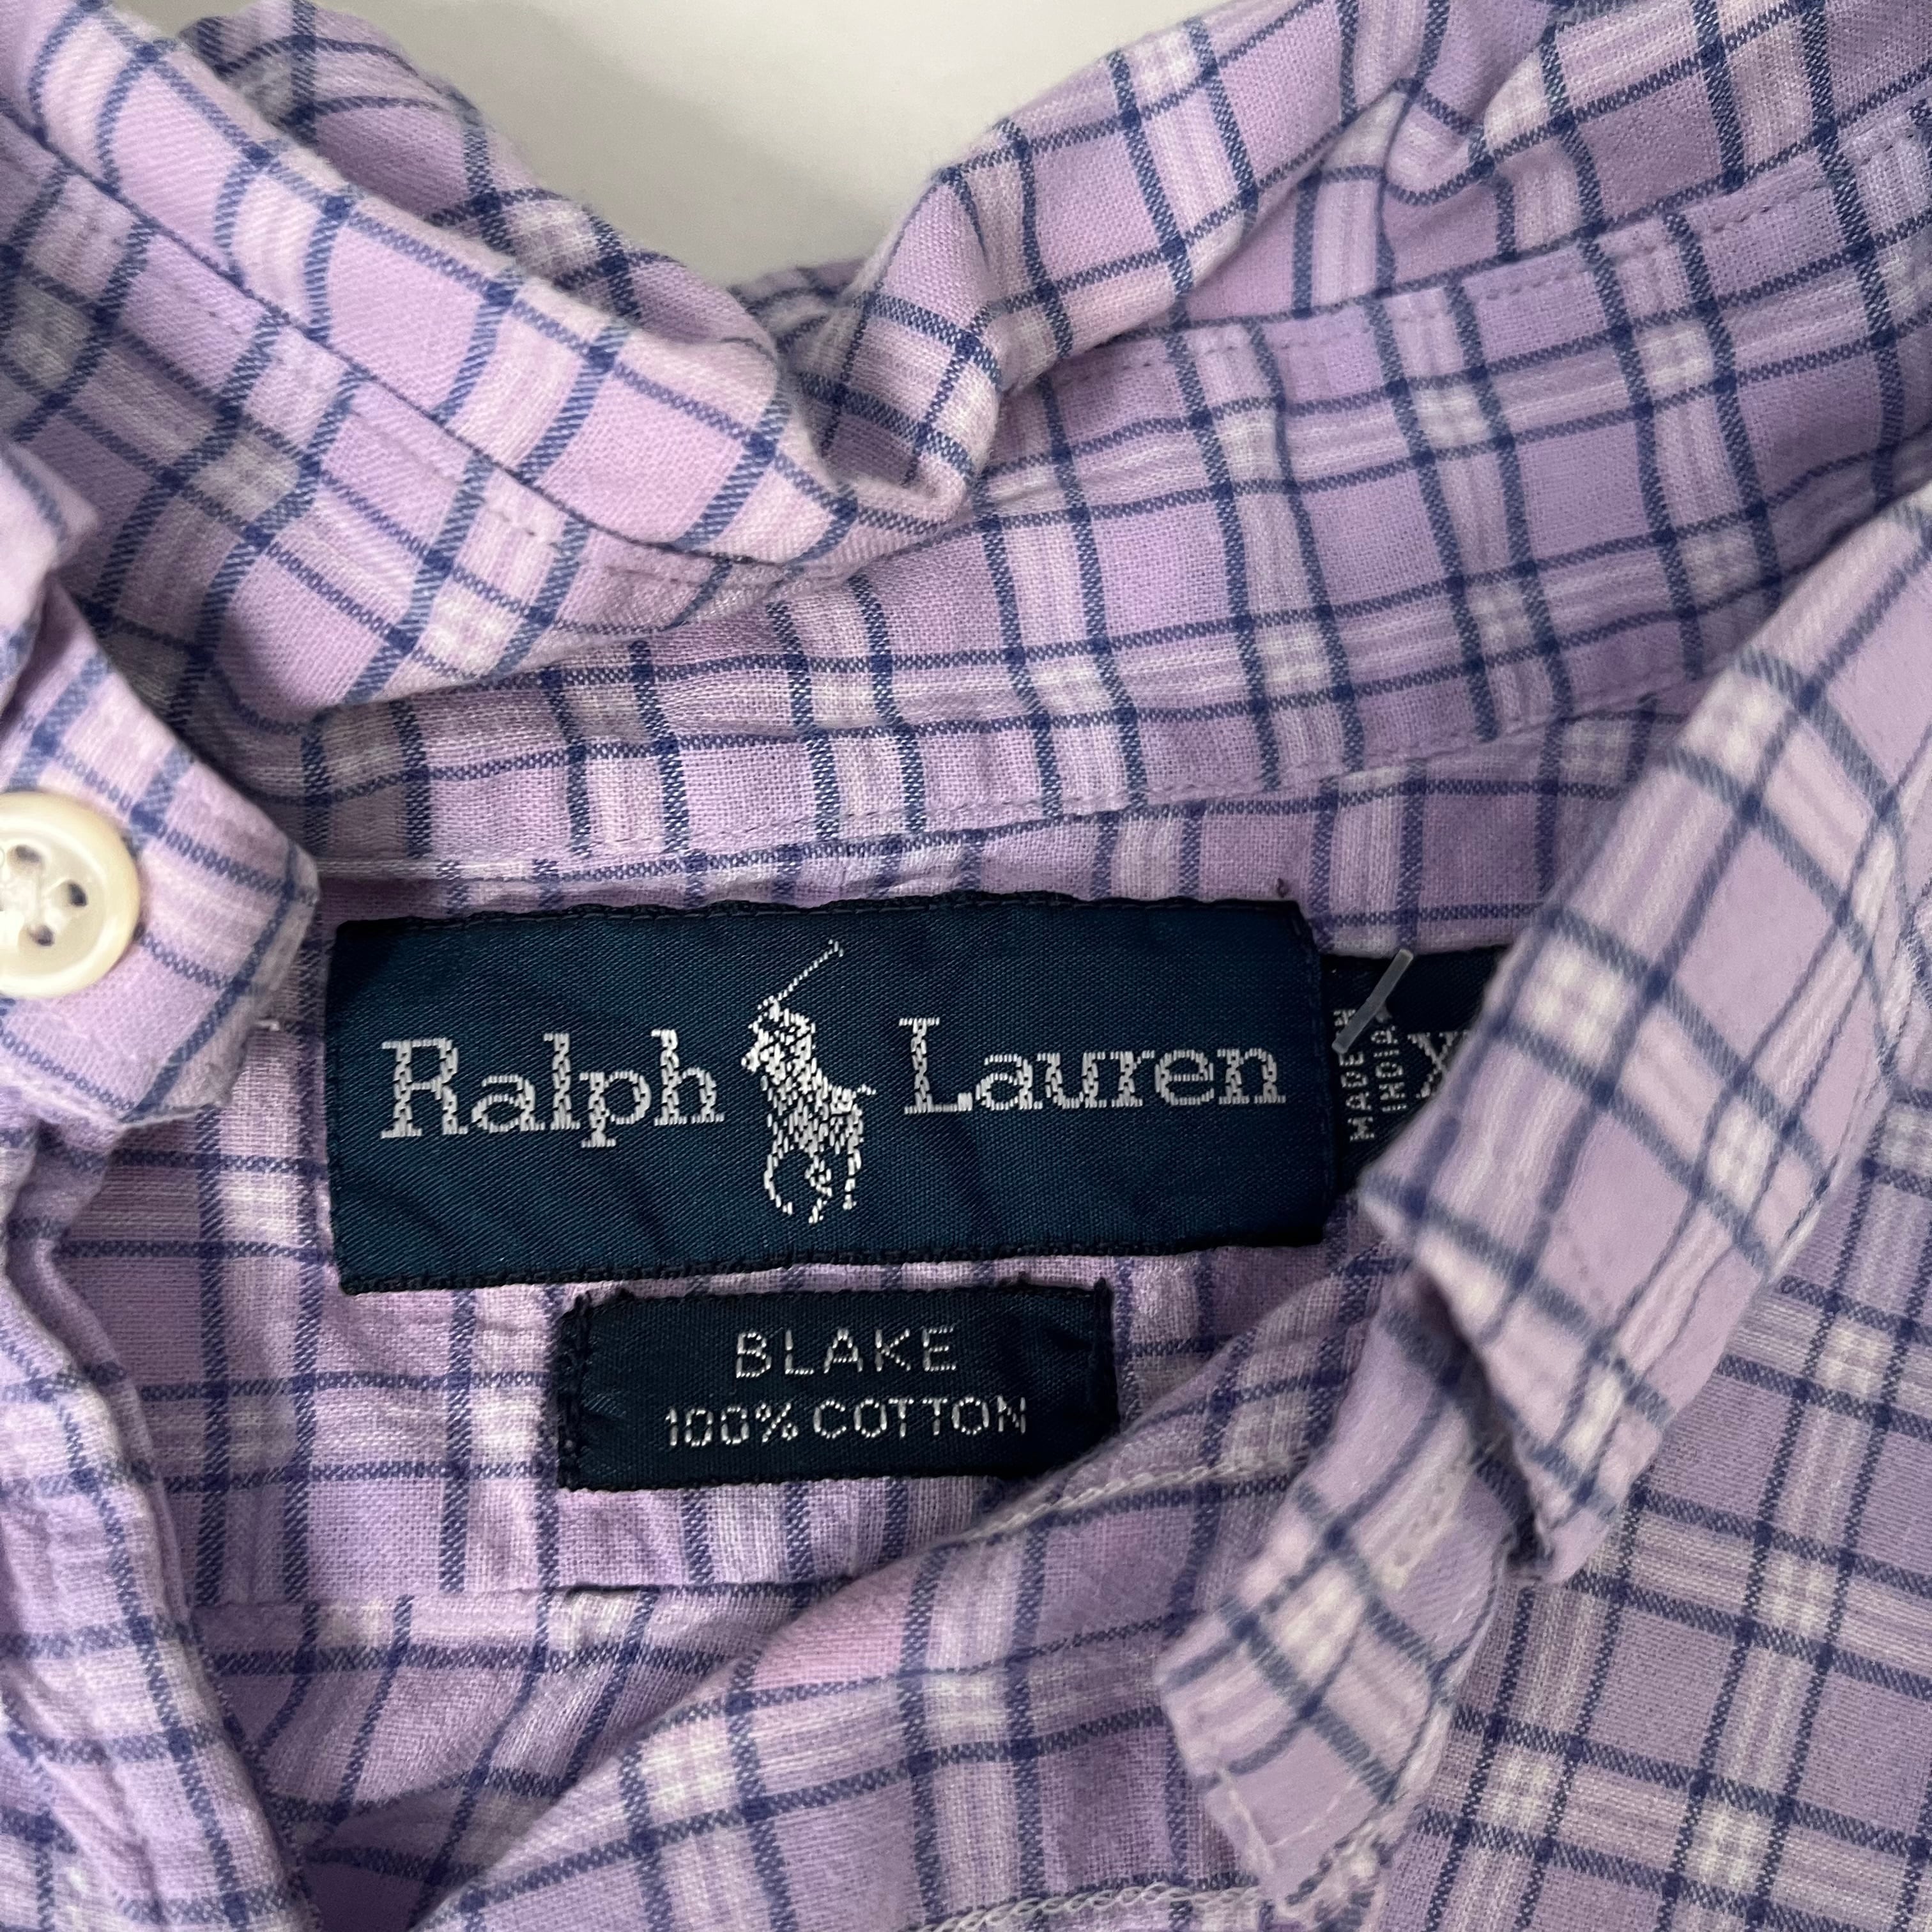 Ralph Lauren
MADE IN
INDIA
BLAKE
100% COTTON